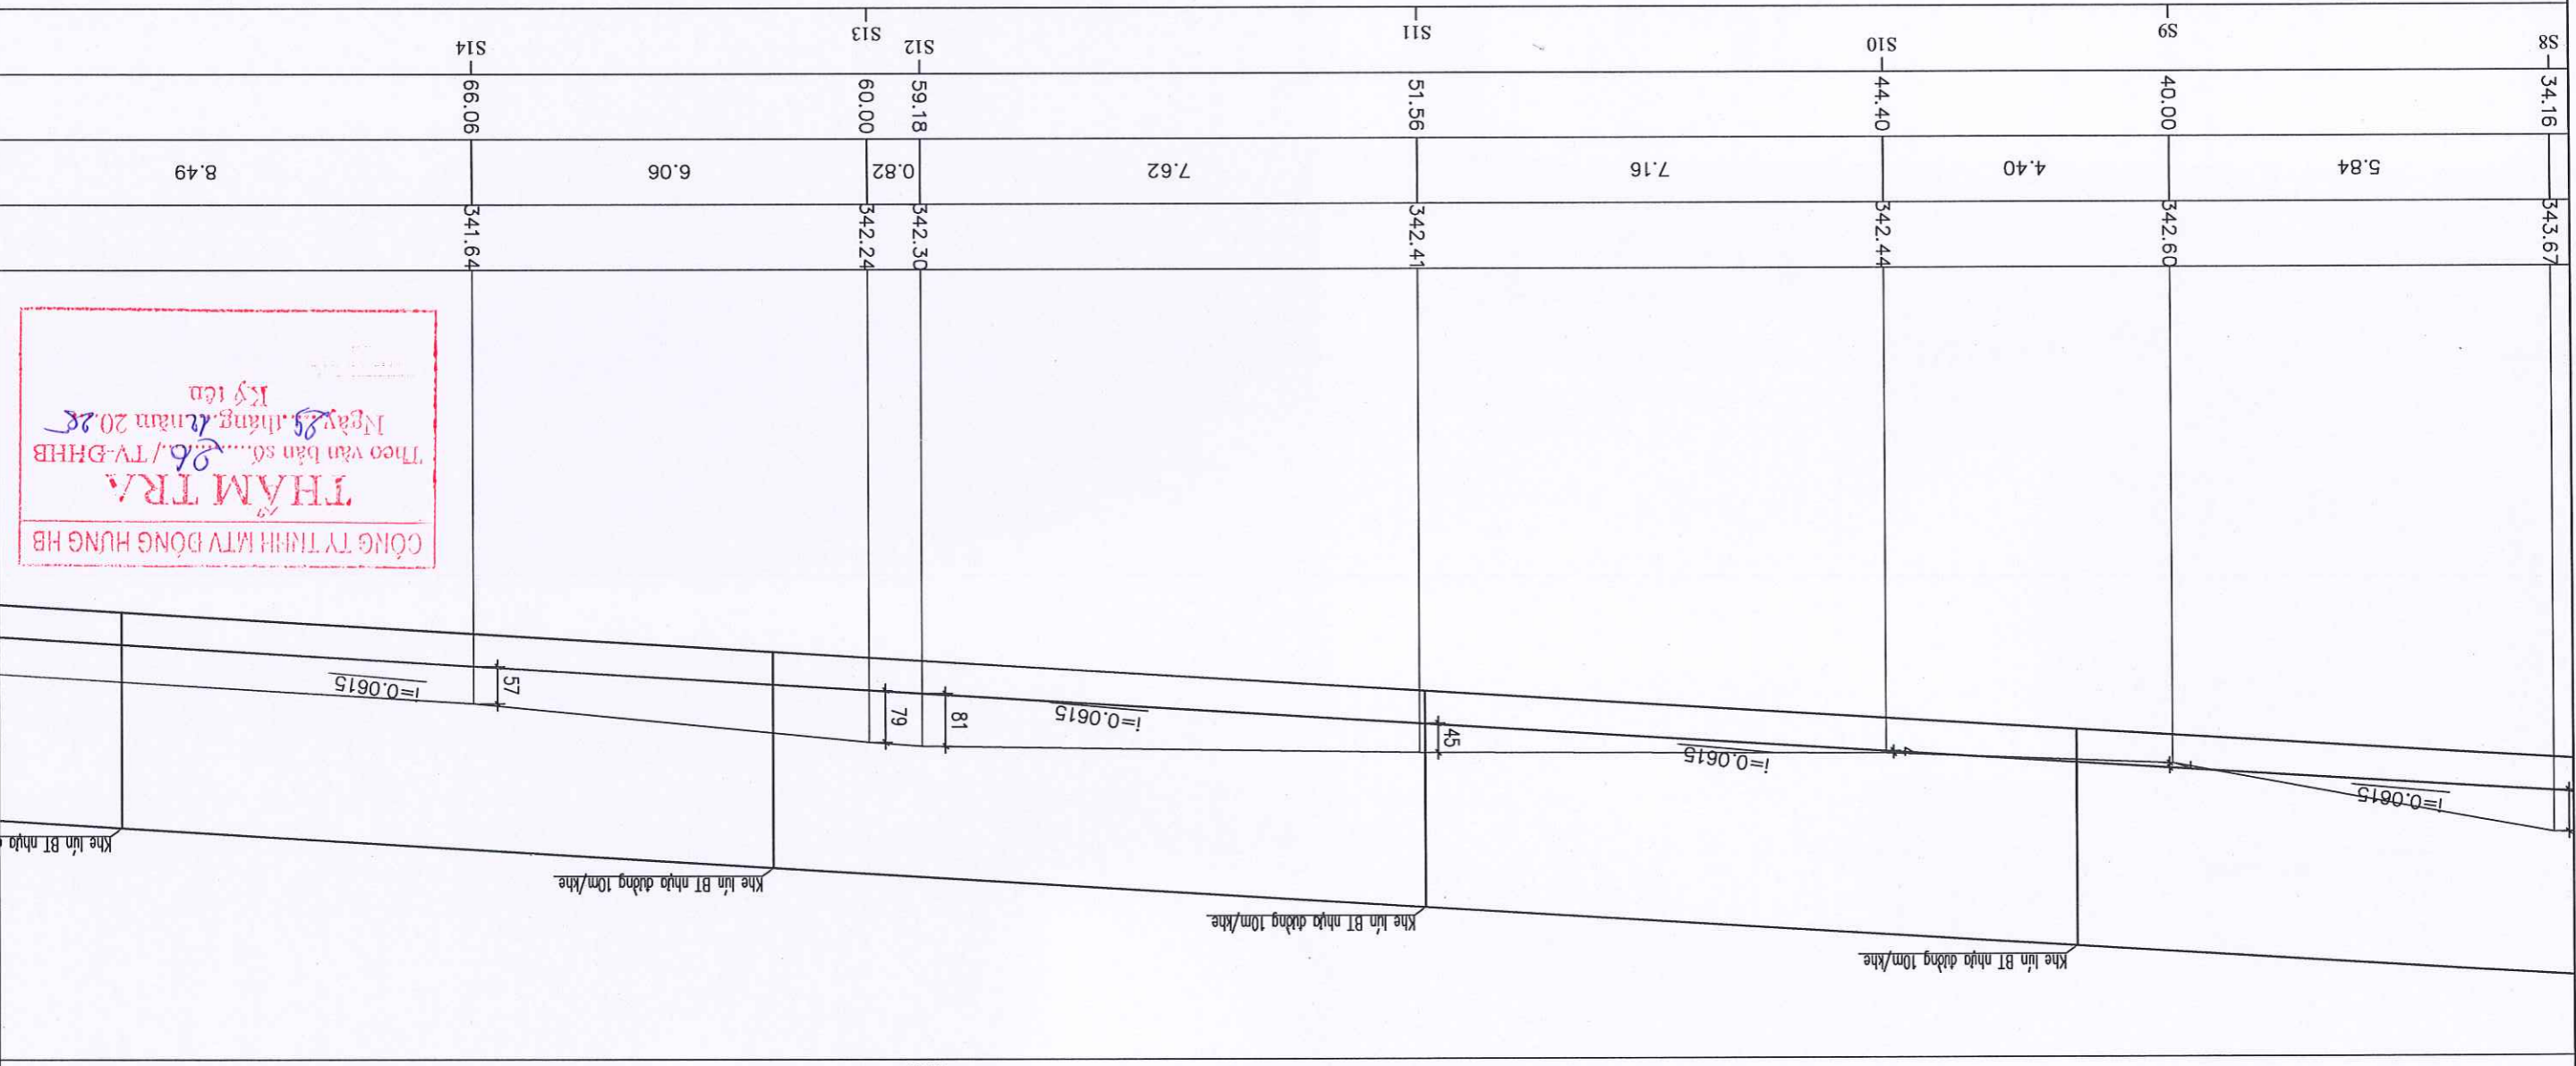 Khe lún BT nhựa đường 10m/khe
Khe lún BT nhựa đường 10m/khe
Khe lún BT nhựa đường 10m/khe
Khe lún BT nhựa
i=0.0615
i=0.0615
i=0.0615
i=0.0615
4
45
81
79
57
CÔNG TY TNHH MTV ĐÔNG HƯNG HB
THẨM TRA
Theo văn bản số /TV-ĐHHB
Ngày tháng năm 20
Ký tên
343.67 342.60 342.44 342.41 342.30 342.24 341.64
5.84 4.40 7.16 7.62 0.82 6.06 8.49
34.16 40.00 44.40 51.56 59.18 60.00 66.06
S8 S9 S10 S11 S12 S13 S14